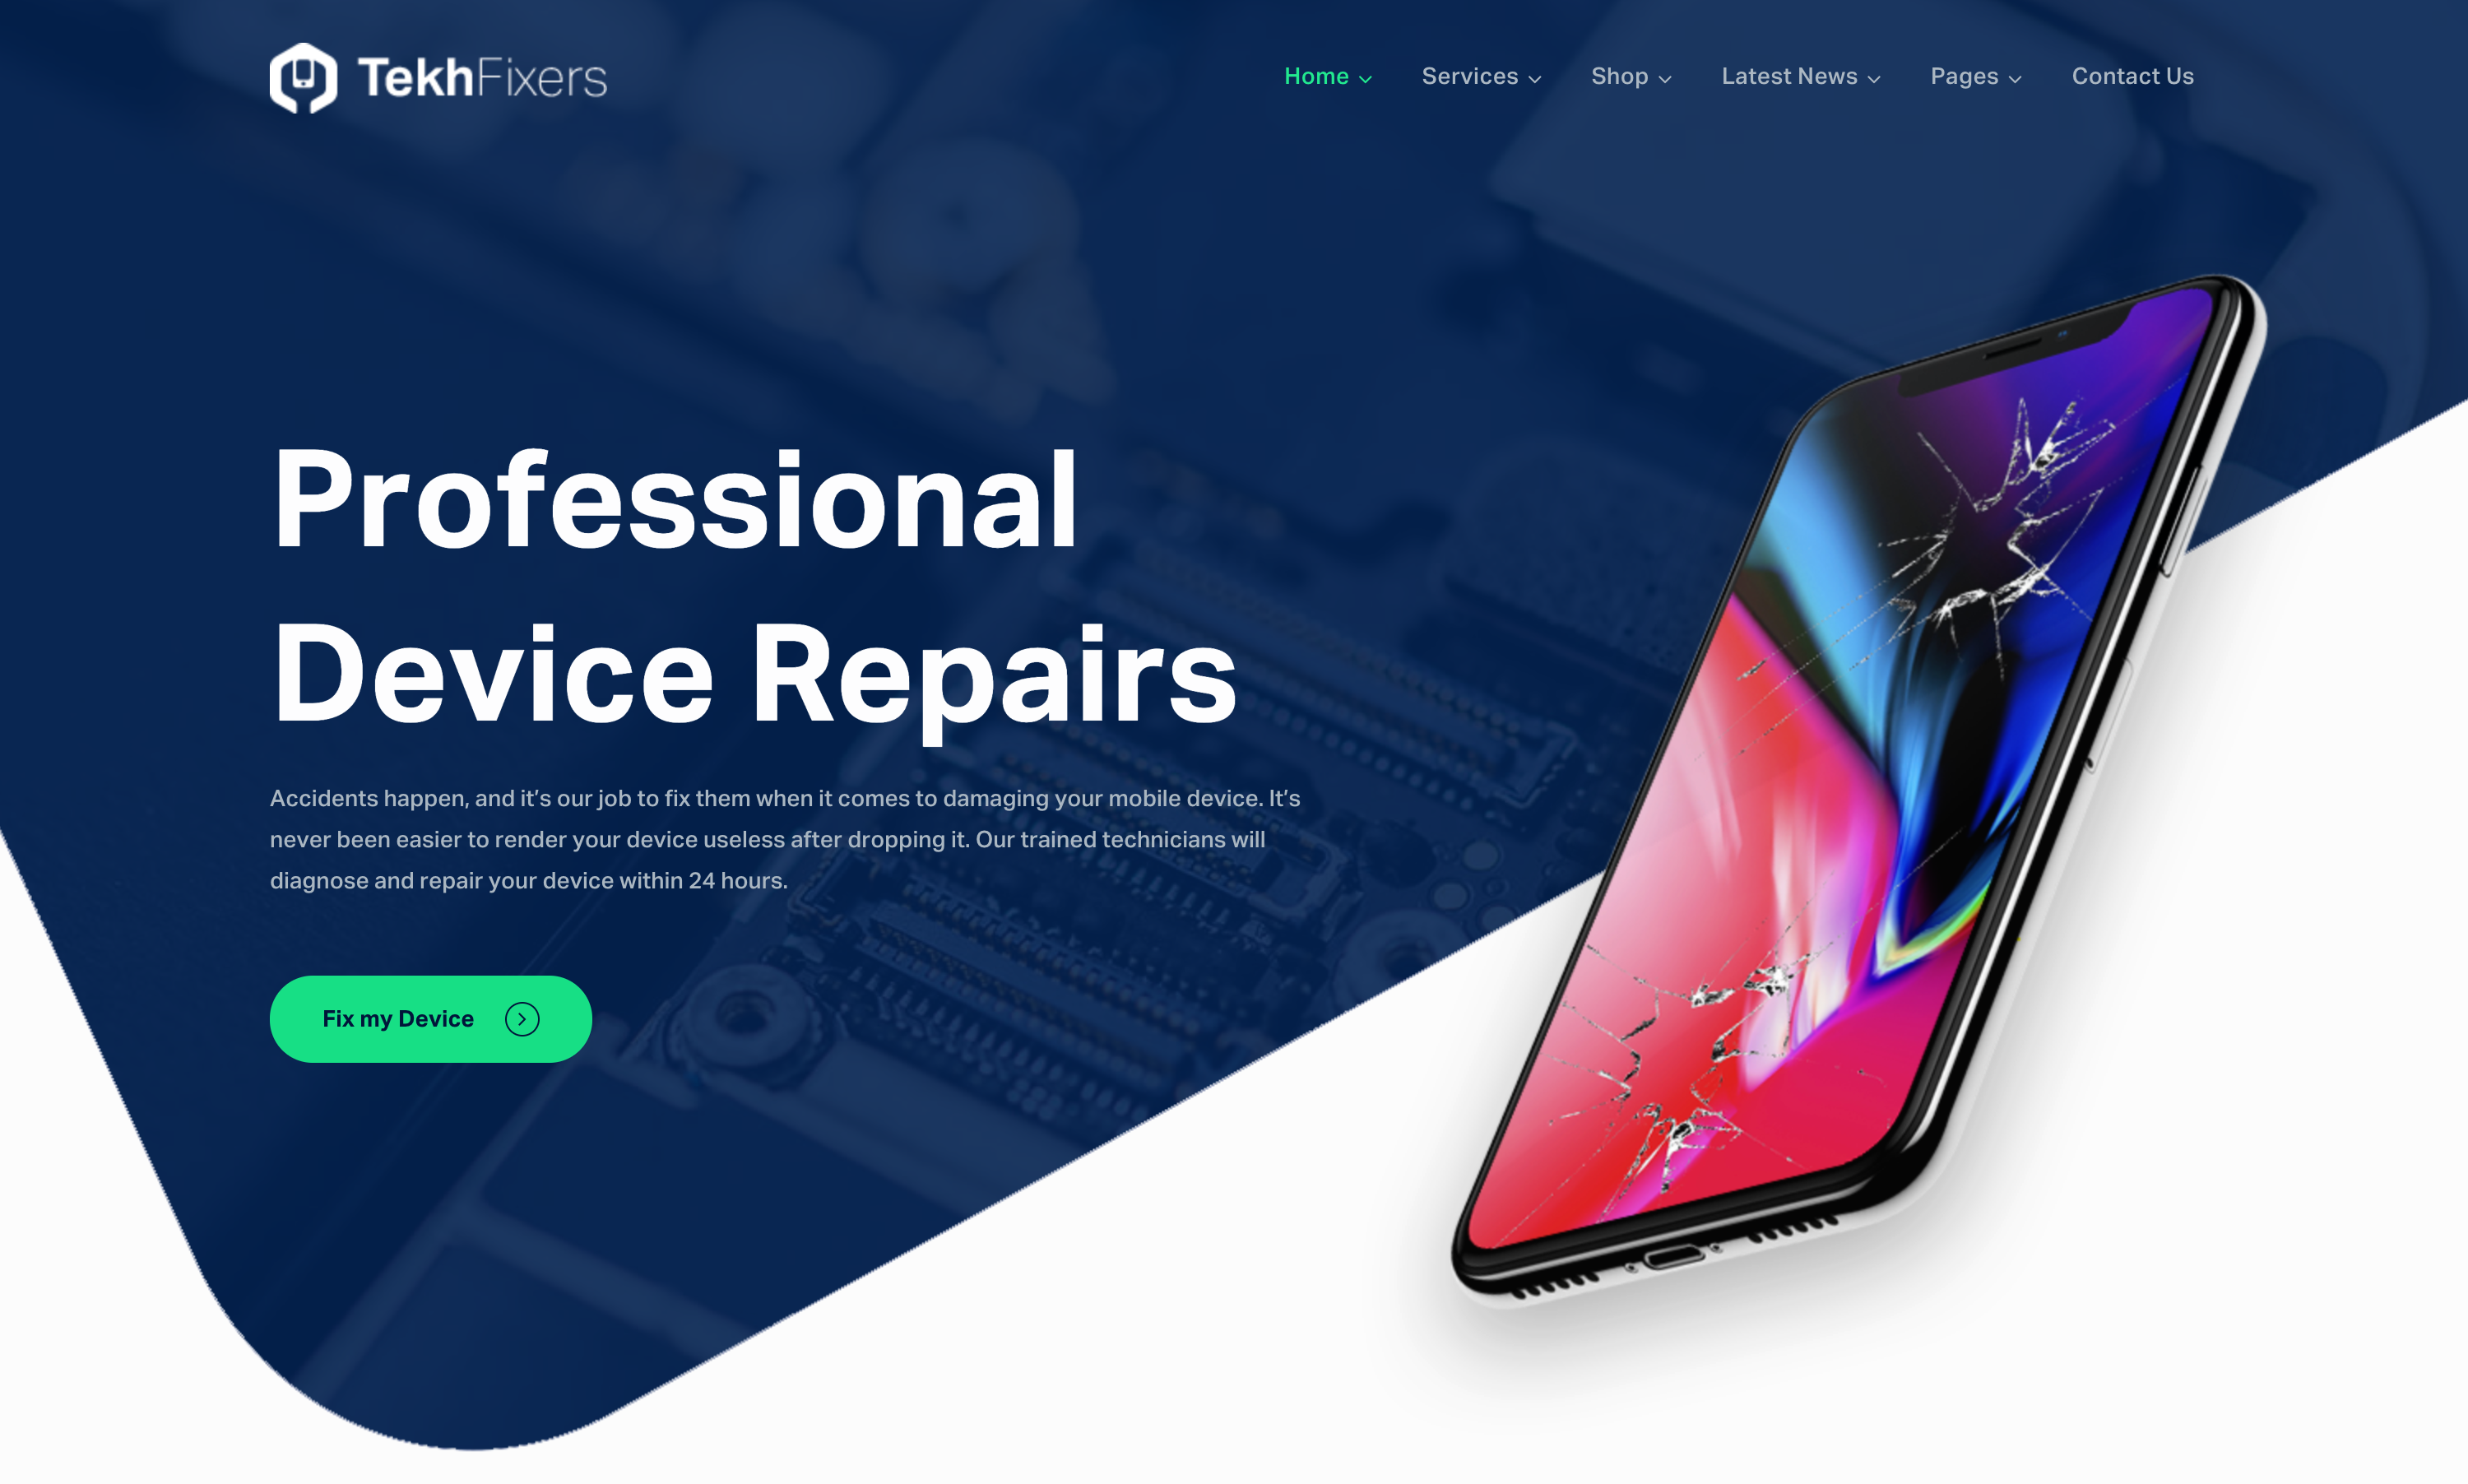 TekhFixers
Home Services Shop Latest News Pages Contact Us
Professional
Device Repairs
Accidents happen, and it’s our job to fix them when it comes to damaging your mobile device. It’s
never been easier to render your device useless after dropping it. Our trained technicians will
diagnose and repair your device within 24 hours.
Fix my Device